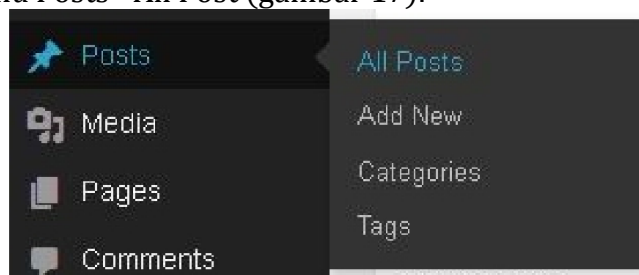 Posts
Media
Pages
Comments
All Posts
Add New
Categories
Tags